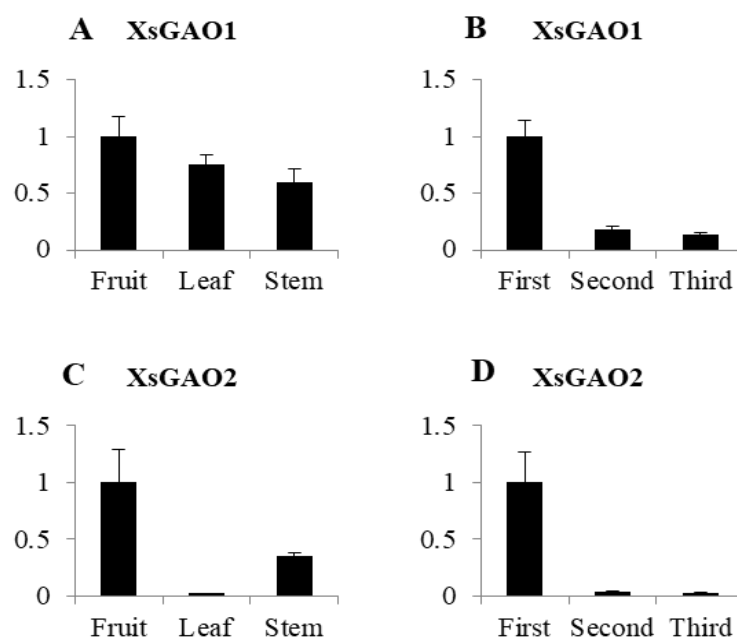 A XsGAO1
1.5
1
0.5
0
Fruit Leaf Stem
B XsGAO1
1.5
1
0.5
0
First Second Third
C XsGAO2
1.5
1
0.5
0
Fruit Leaf Stem
D XsGAO2
1.5
1
0.5
0
First Second Third